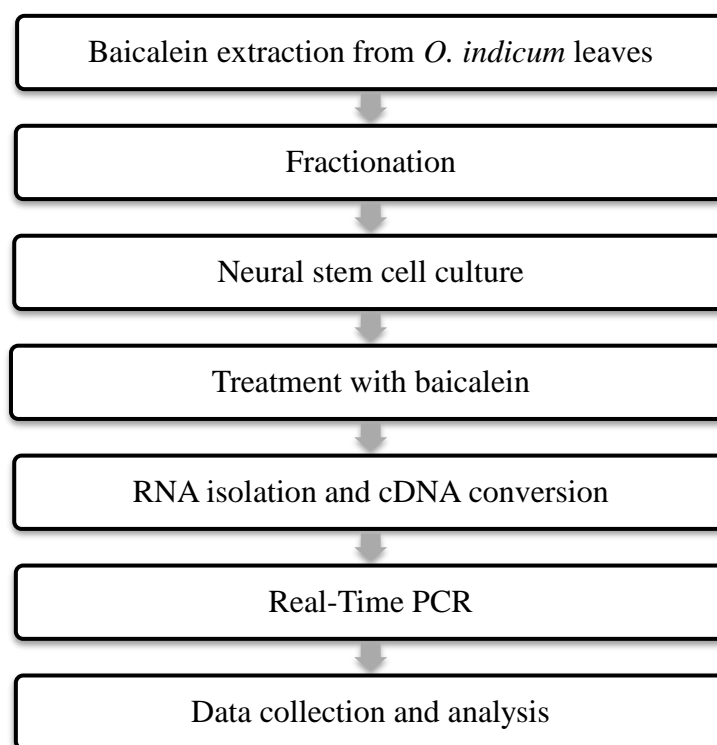 Baicalein extraction from O. indicum leaves
Fractionation
Neural stem cell culture
Treatment with baicalein
RNA isolation and cDNA conversion
Real-Time PCR
Data collection and analysis